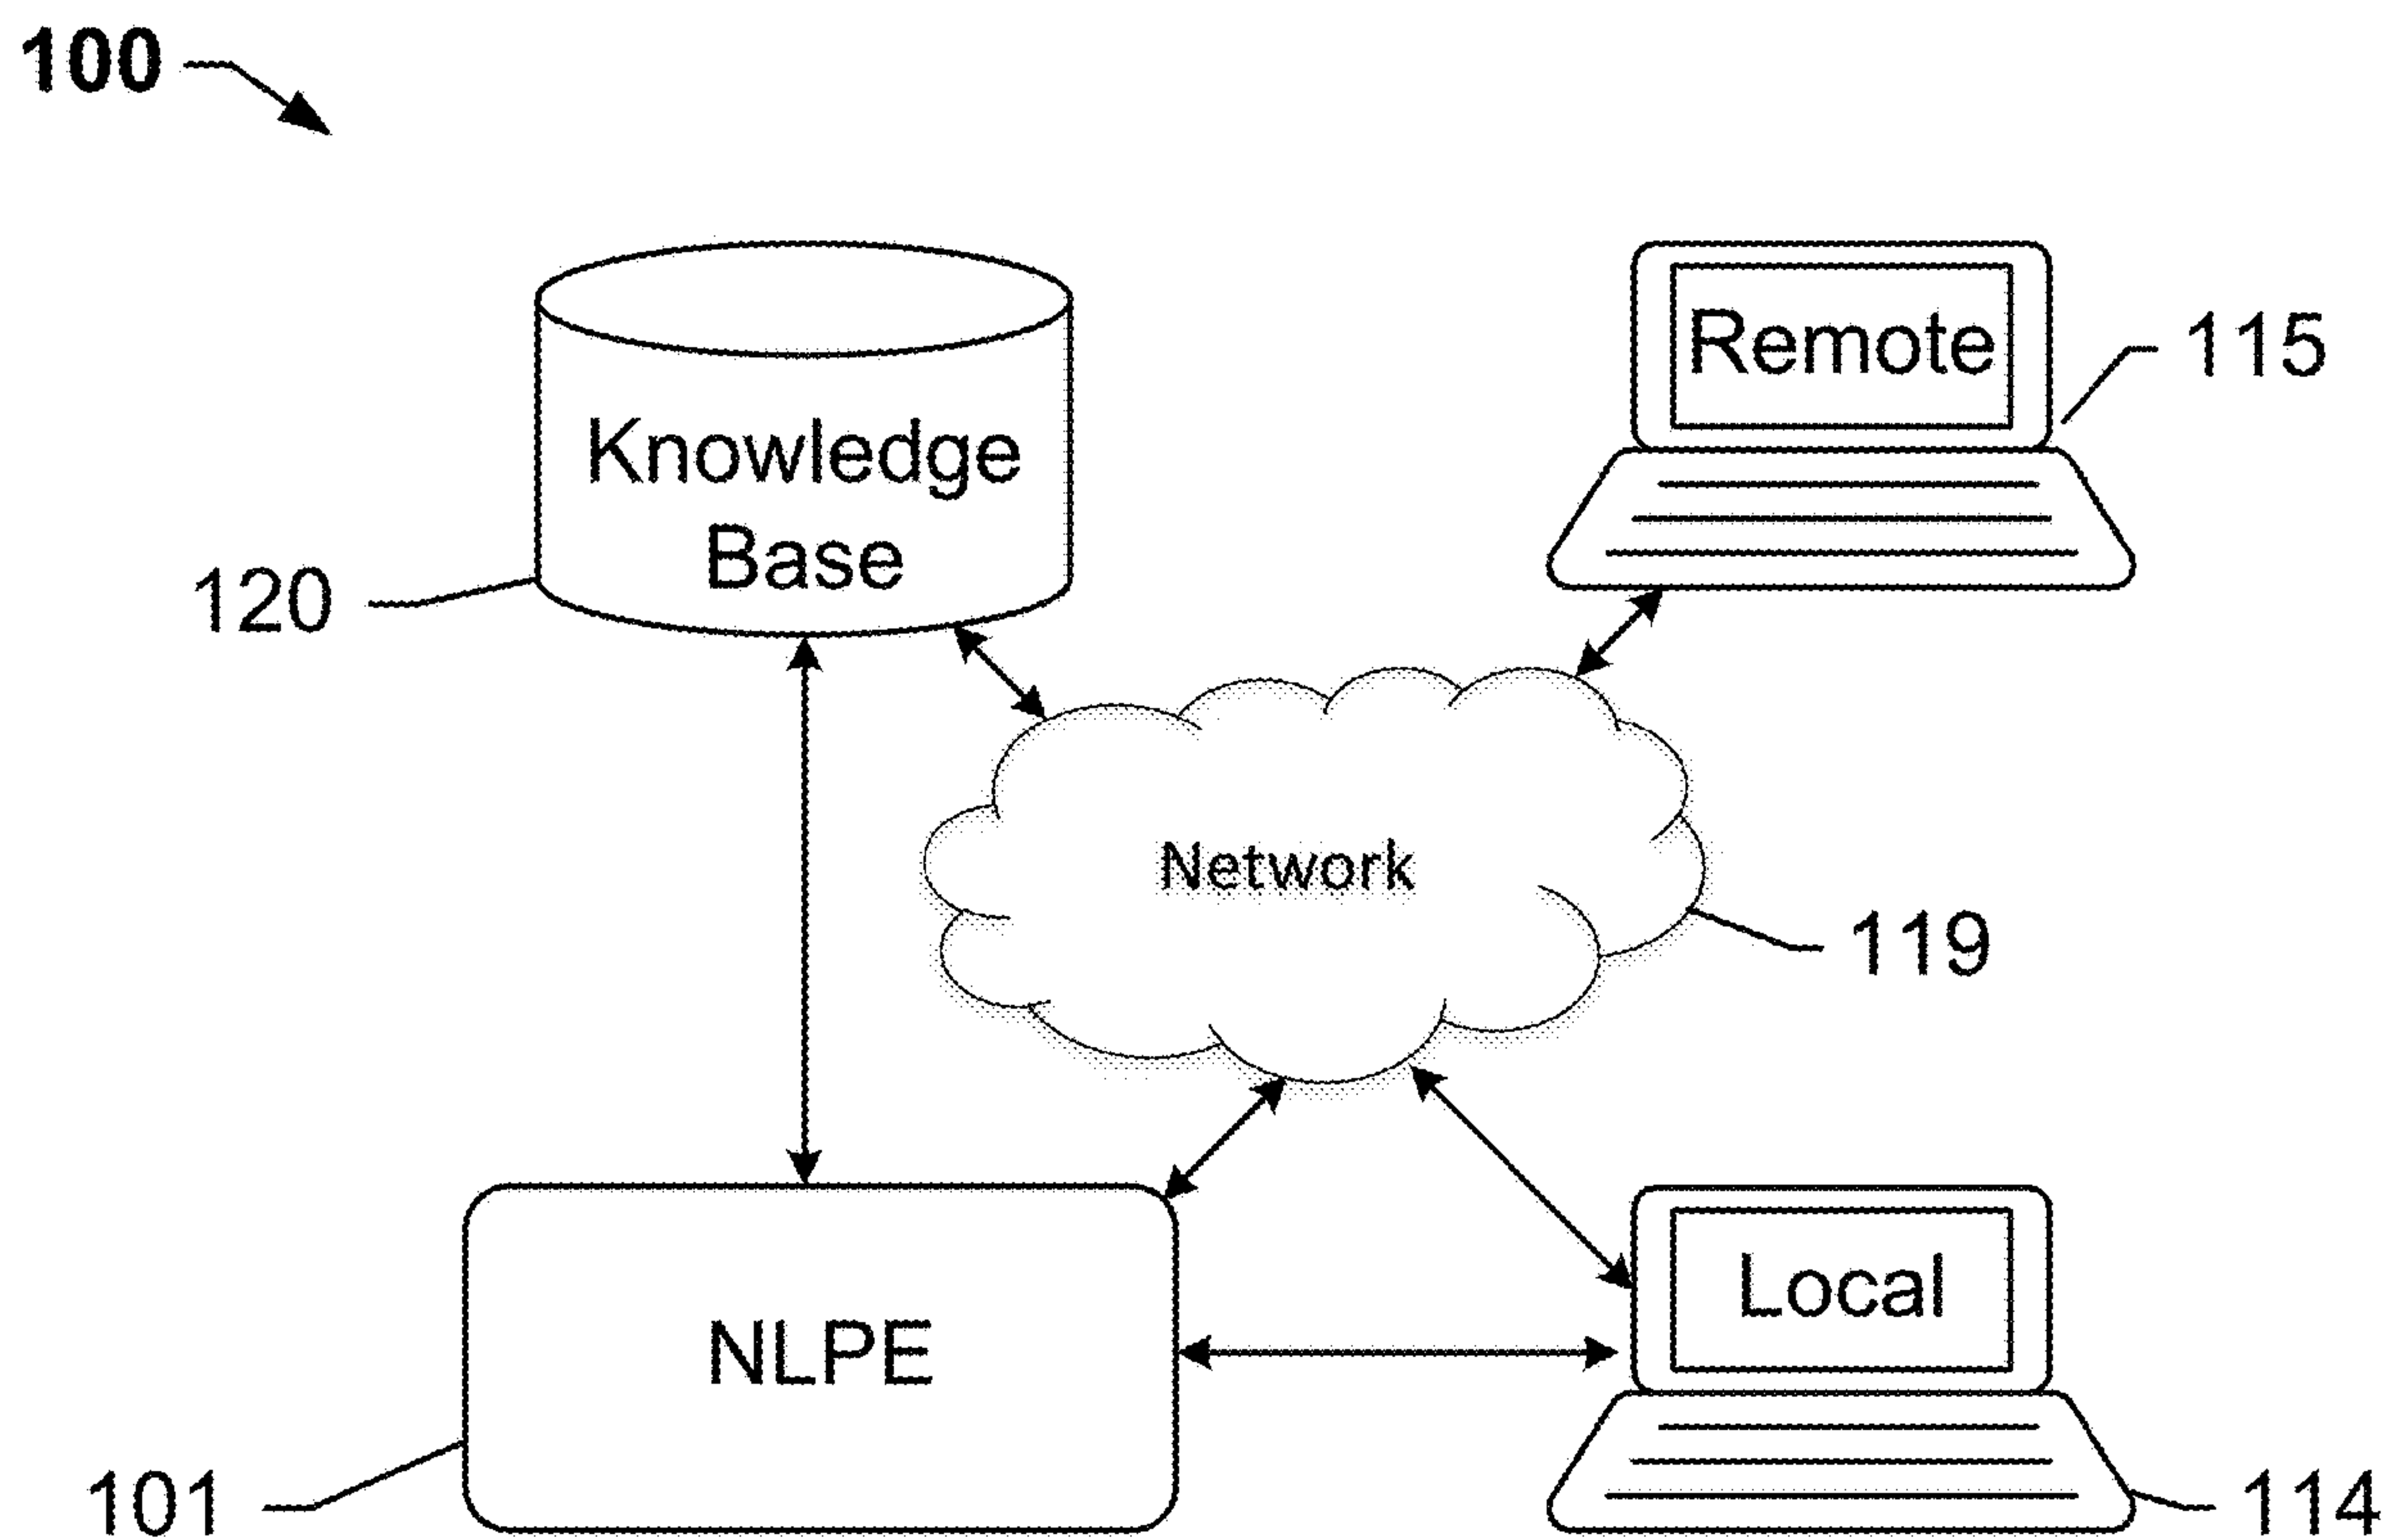 100
Remote
115
Knowledge
Base
120
Network
119
NLPE
Local
101
114